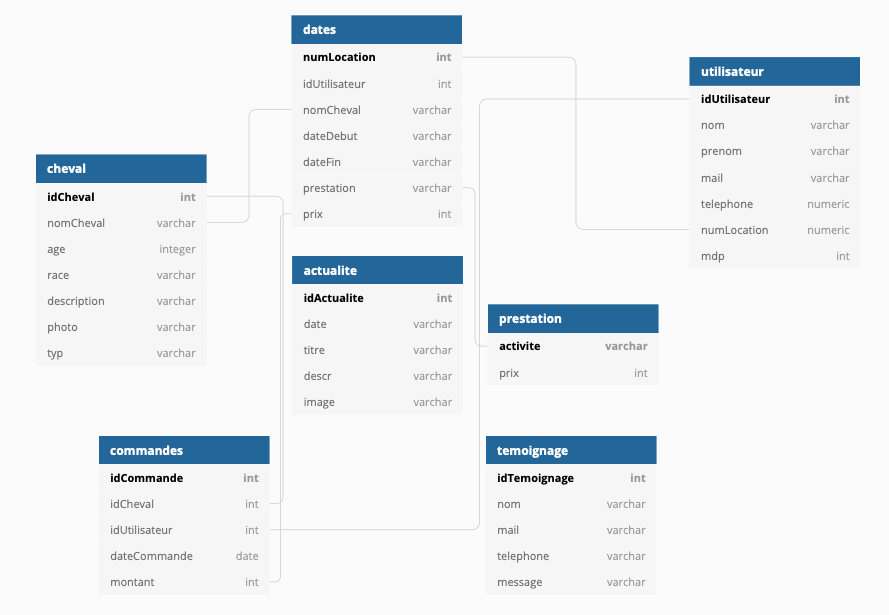 dates
numLocation int
idUtilisateur int
nomCheval varchar
dateDebut varchar
dateFin varchar
prestation varchar
prix int
utilisateur
idUtilisateur int
nom varchar
prenom varchar
mail varchar
telephone numeric
numLocation numeric
mdp int
cheval
idCheval int
nomCheval varchar
age integer
race varchar
description varchar
photo varchar
typ varchar
actualite
idActualite int
date varchar
titre varchar
descr varchar
image varchar
prestation
activite varchar
prix int
commandes
idCommande int
idCheval int
idUtilisateur int
dateCommande date
montant int
temoignage
idTemoignage int
nom varchar
mail varchar
telephone varchar
message varchar